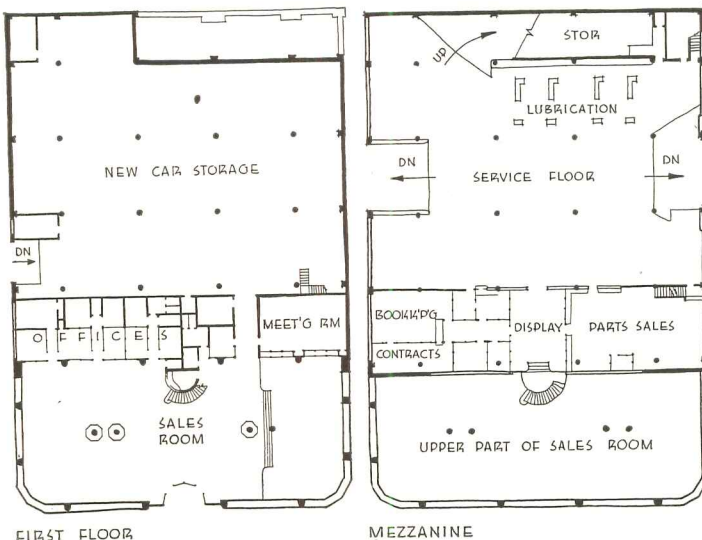 NEW CAR STORAGE
DN
OFFICES
MEET'G RM
SALES
ROOM
FIRST FLOOR
UP
STOR
LUBRICATION
DN
SERVICE FLOOR
DN
BOOKK'P'G
CONTRACTS
DISPLAY
PARTS SALES
UPPER PART OF SALES ROOM
MEZZANINE